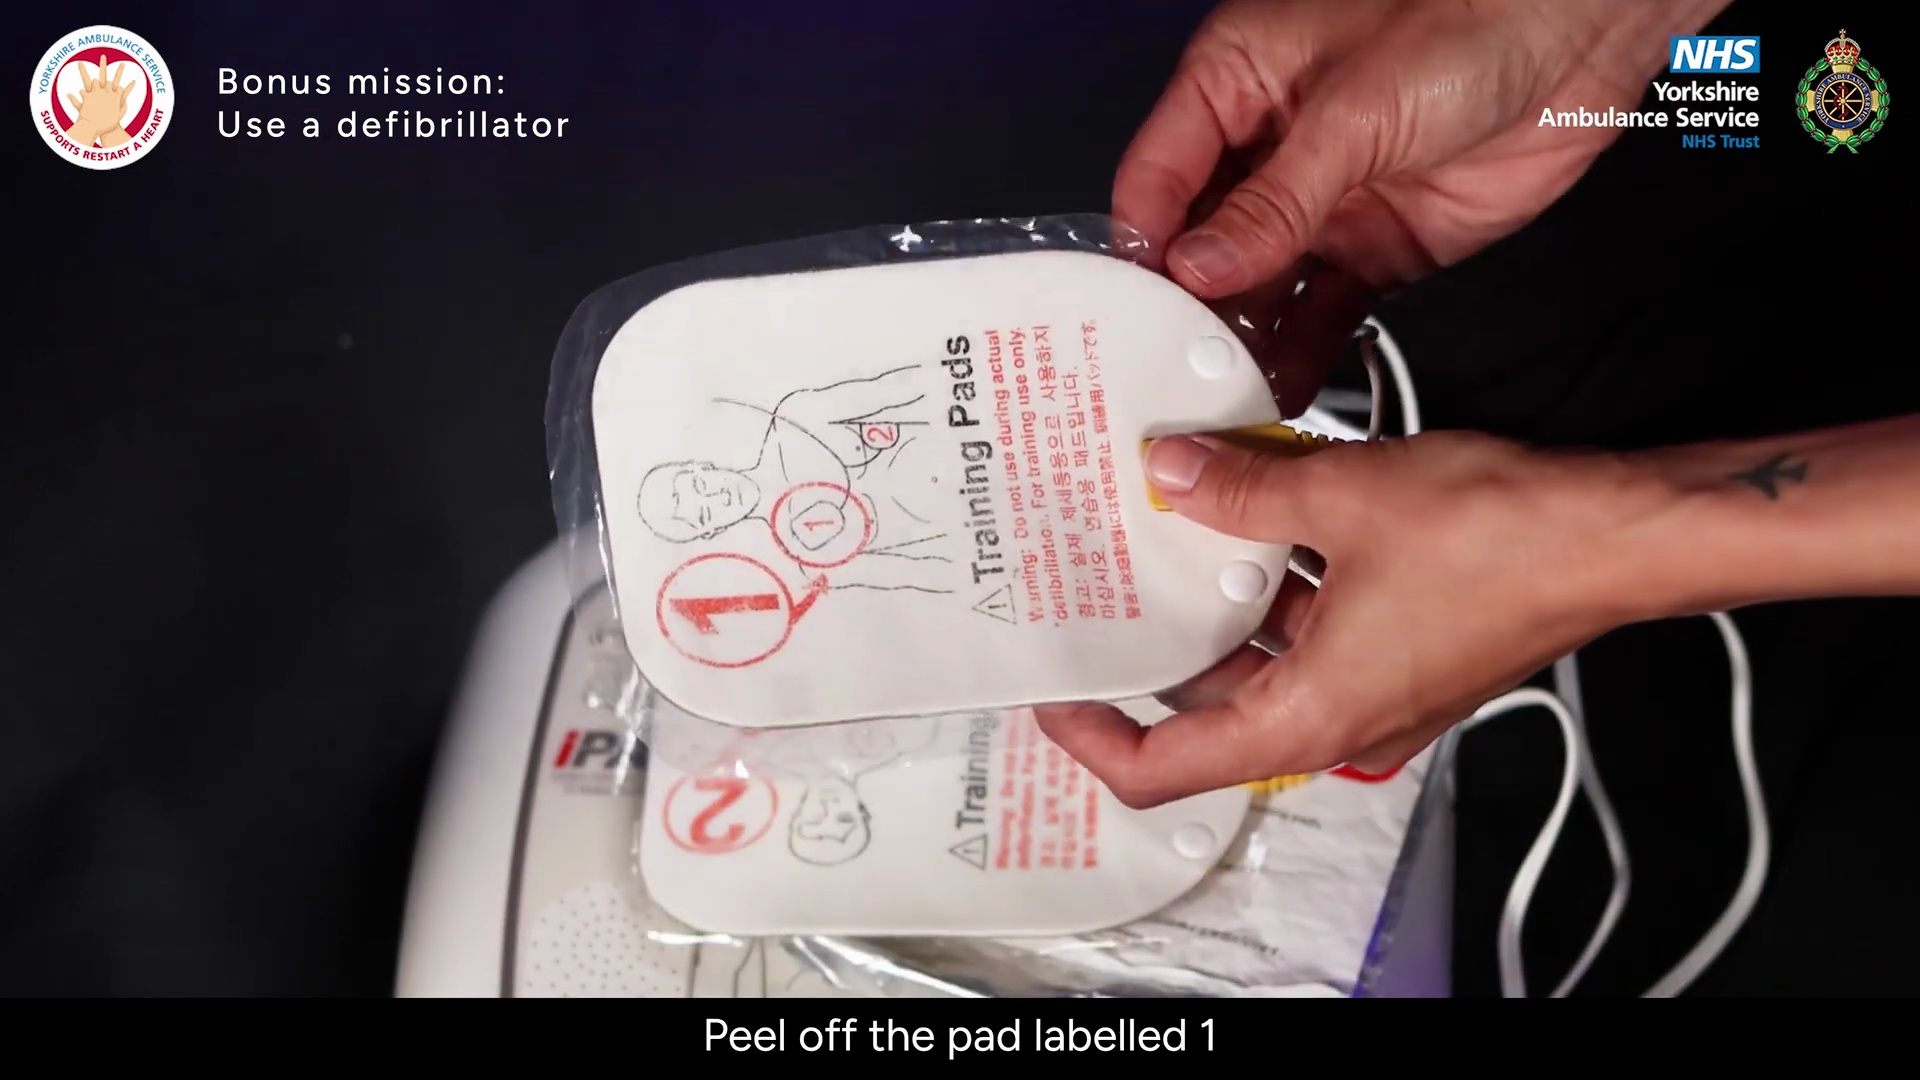 YORKSHIRE AMBULANCE SERVICE
SUPPORTS RESTART A HEART
Bonus mission:
Use a defibrillator
NHS
Yorkshire
Ambulance Service
NHS Trust
1
1
2
Training Pads
Warning: Do not use during actual
defibrillation. For training use only.
경고: 실제 제세동용으로 사용하지
마십시오. 연습용 패드입니다.
2
Training
iPA
Peel off the pad labelled 1